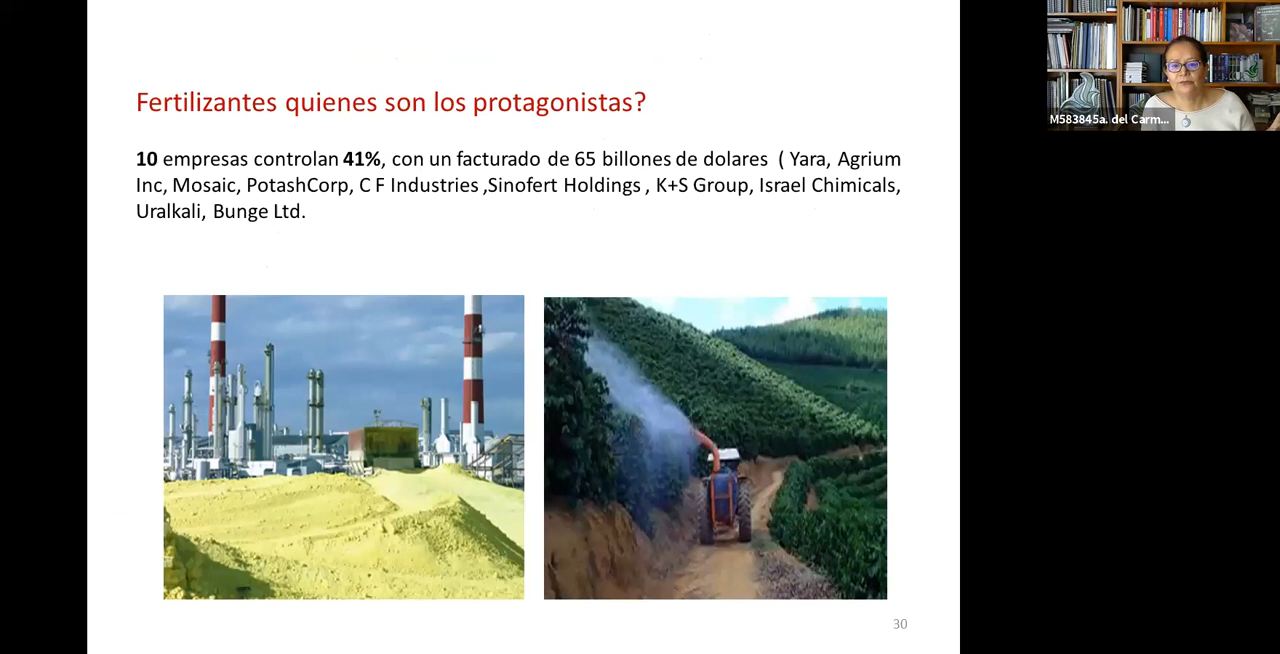 Fertilizantes quienes son los protagonistas?
10 empresas controlan 41%, con un facturado de 65 billones de dolares ( Yara, Agrium
Inc, Mosaic, PotashCorp, C F Industries ,Sinofert Holdings , K+S Group, Israel Chimicals,
Uralkali, Bunge Ltd.
30
M583845a. del Carm...